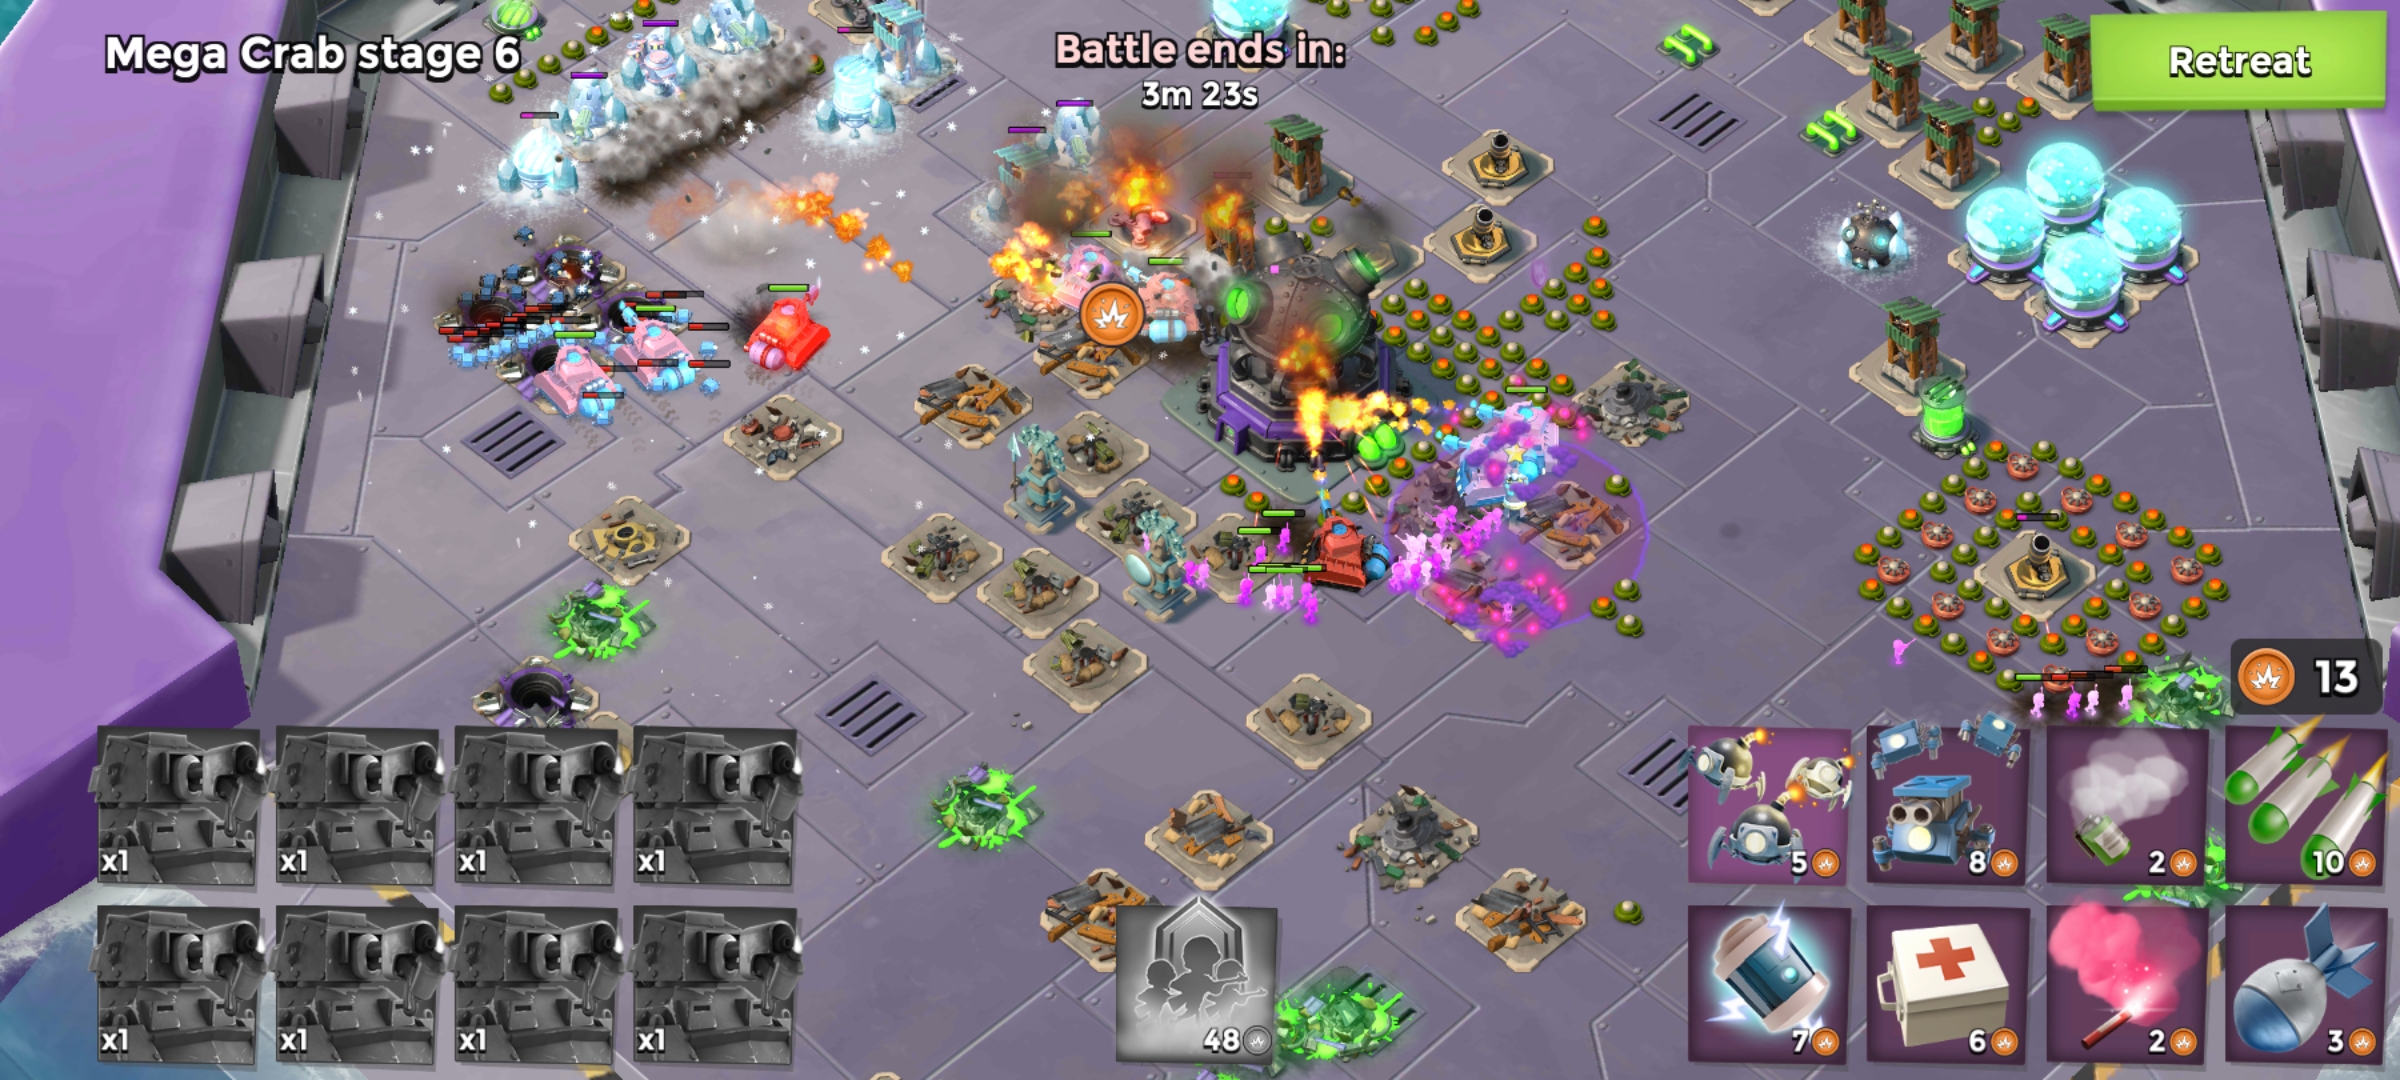 Mega Crab stage 6
Battle ends in:
3m 23s
Retreat
13
x1
x1
x1
x1
5
8
2
10
x1
x1
x1
x1
48
7
6
2
3